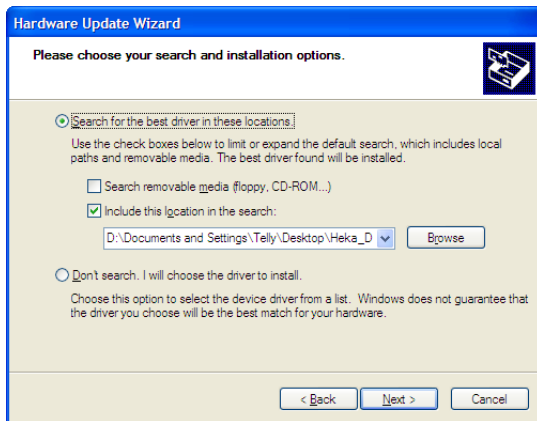 Hardware Update Wizard
Please choose your search and installation options.
Search for the best driver in these locations.
Use the check boxes below to limit or expand the default search, which includes local
paths and removable media. The best driver found will be installed.
Search removable media (floppy, CD-ROM...)
Include this location in the search:
D:\Documents and Settings\Telly\Desktop\Heka_D
Browse
Don't search. I will choose the driver to install.
Choose this option to select the device driver from a list. Windows does not guarantee that
the driver you choose will be the best match for your hardware.
< Back
Next >
Cancel